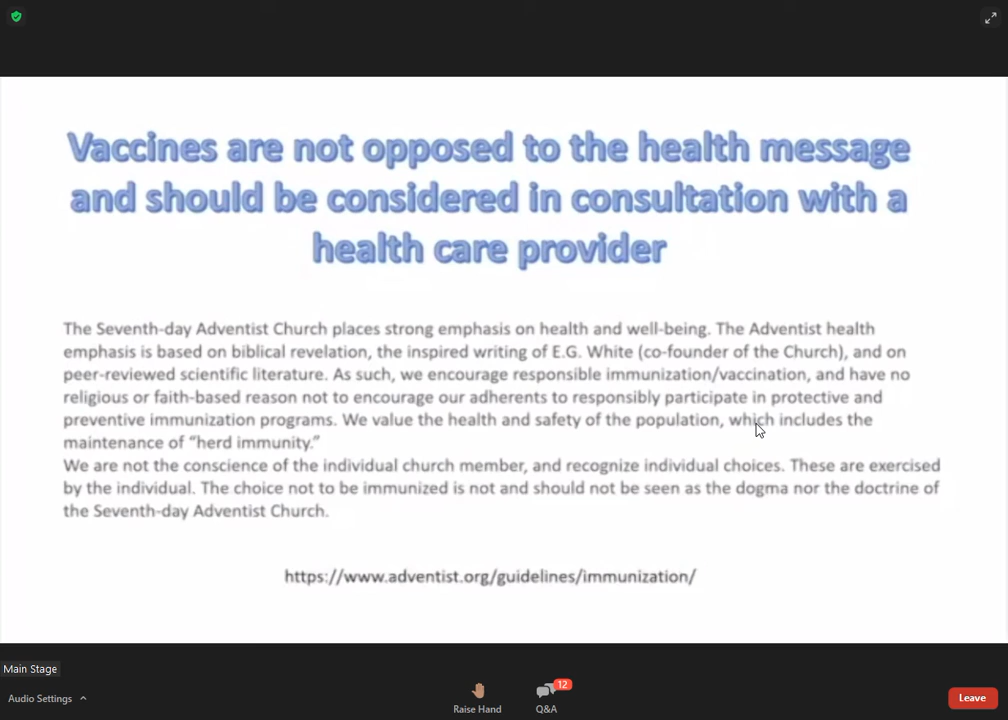 Vaccines are not opposed to the health message
and should be considered in consultation with a
health care provider
The Seventh-day Adventist Church places strong emphasis on health and well-being. The Adventist health
emphasis is based on biblical revelation, the inspired writing of E.G. White (co-founder of the Church), and on
peer-reviewed scientific literature. As such, we encourage responsible immunization/vaccination, and have no
religious or faith-based reason not to encourage our adherents to responsibly participate in protective and
preventive immunization programs. We value the health and safety of the population, which includes the
maintenance of “herd immunity.”
We are not the conscience of the individual church member, and recognize individual choices. These are exercised
by the individual. The choice not to be immunized is not and should not be seen as the dogma nor the doctrine of
the Seventh-day Adventist Church.
https://www.adventist.org/guidelines/immunization/
Main Stage
Audio Settings
Raise Hand
12
Q&A
Leave